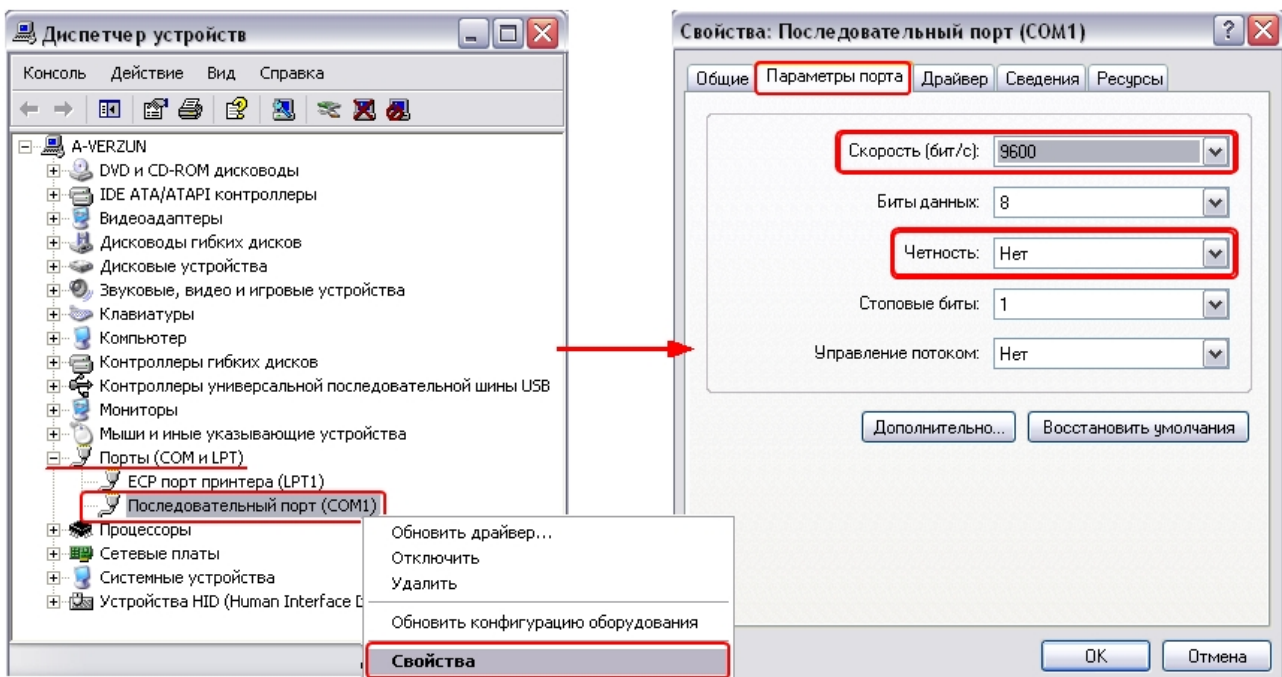 Диспетчер устройств
Консоль Действие Вид Справка
A-VERZUN
DVD и CD-ROM дисководы
IDE ATA/ATAPI контроллеры
Видеоадаптеры
Дисководы гибких дисков
Дисковые устройства
Звуковые, видео и игровые устройства
Клавиатуры
Компьютер
Контроллеры гибких дисков
Контроллеры универсальной последовательной шины USB
Мониторы
Мыши и иные указывающие устройства
Порты (COM и LPT)
ECP порт принтера (LPT1)
Последовательный порт (COM1)
Процессоры
Сетевые платы
Системные устройства
Устройства HID (Human Interface
Обновить драйвер...
Отключить
Удалить
Обновить конфигурацию оборудования
Свойства
Свойства: Последовательный порт (COM1)
Общие Параметры порта Драйвер Сведения Ресурсы
Скорость (бит/с): 9600
Биты данных: 8
Четность: Нет
Стоповые биты: 1
Управление потоком: Нет
Дополнительно... Восстановить умолчания
OK Отмена